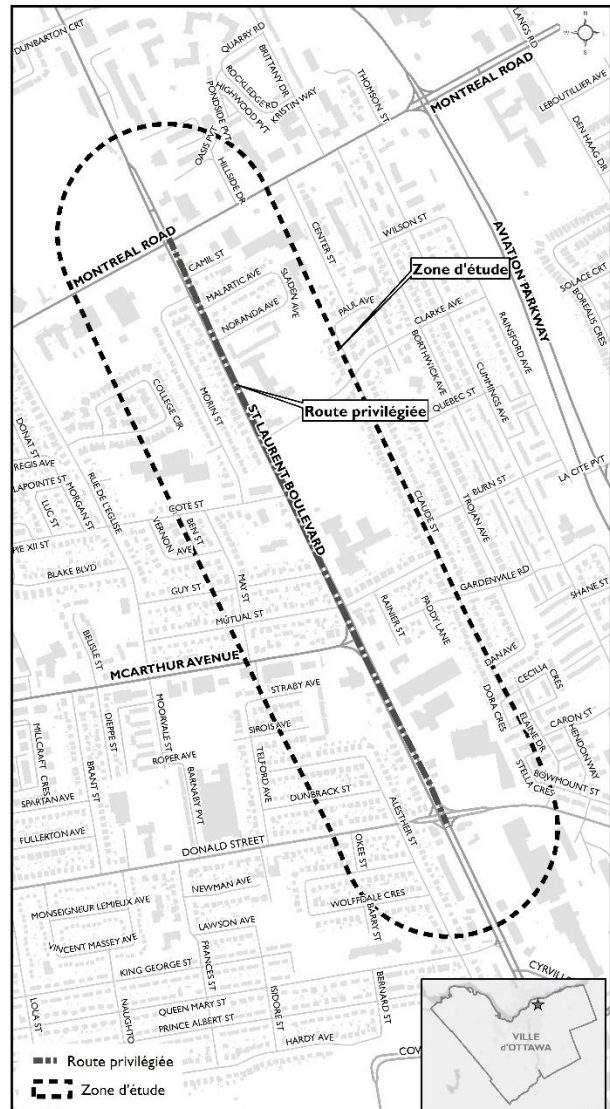 DUNBARTON CRT
QUARRY RD
BRITTANY DR
ROCKLEDGE RD
HIGHWOOD PVT
PONDSIDE PVT
KRISTIN WAY
OASIS PVT
HILLSIDE DR
THOMSON ST
LANGS RD
N
W
S
MONTREAL ROAD
LEBOUTILLIER AVE
DEN HAAG DR
MONTREAL ROAD
CENTER ST
WILSON ST
AVIATION PARKWAY
CAMIL ST
MALARTIC AVE
SLADEN AVE
NORANDA AVE
Zone d'étude
SOLACE CRT
BOREALIS CRES
PAUL AVE
CLARKE AVE
RAINSFORD AVE
BORTHWICK AVE
CUMMINGS AVE
QUEBEC ST
Route privilégiée
COLLEGE CIR
MORIN ST
ST LAURENT BOULEVARD
DONAT ST
REGIS AVE
LAPOINTE ST
LUC ST
MORGAN ST
RUE DE L'EGLISE
PIE XII ST
COTE ST
BEN ST
VERNON AVE
BLAKE BLVD
GUY ST
MAY ST
MUTUAL ST
CLAUDE ST
TROJAN AVE
BURN ST
LA CITE PVT
GARDENVALE RD
SHANE ST
RAINIER ST
PADDY LANE
DAN AVE
BELISLE ST
MCARTHUR AVENUE
STRABY AVE
SIROIS AVE
DORA CRES
CECILIA CRES
ELAINE DR
CARON ST
HENDON WAY
BOWMOUNT ST
STELLA CRES
MILLCRAFT CRES
DIEPPE ST
MOORVALE ST
ROPER AVE
BARNABY PVT
BRANT ST
TELFORD AVE
DUNBRACK ST
ALESTHER ST
SPARTAN AVE
FULLERTON AVE
DONALD STREET
OKEE ST
NEWMAN AVE
WOLFFDALE CRES
BARRY ST
MONSEIGNEUR LEMIEUX AVE
LAWSON AVE
VINCENT MASSEY AVE
FRANCES ST
KING GEORGE ST
ISIDORE ST
BERNARD ST
QUEEN MARY ST
PRINCE ALBERT ST
LOLA ST
NAUGHTO
HARDY AVE
CYRVILLE
COV
VILLE
d'OTTAWA
Route privilégiée
Zone d'étude